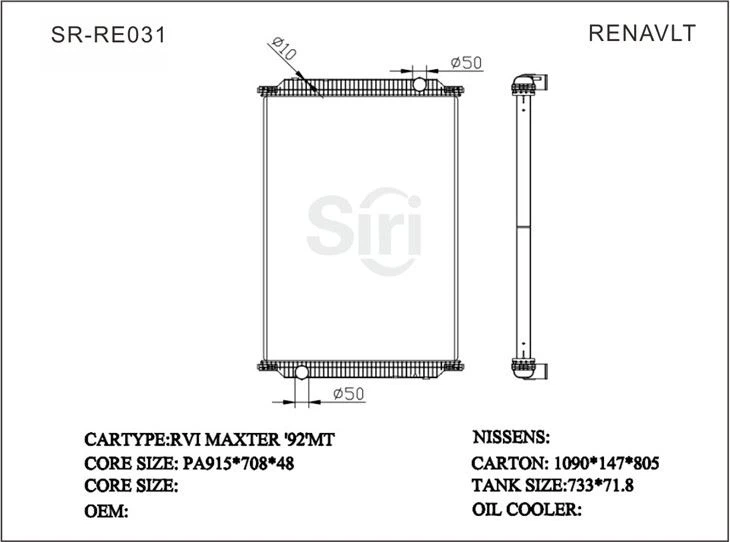 SR-RE031
RENAVLT
ø10
ø50
Siri
ø50
CARTYPE:RVI MAXTER '92'MT
CORE SIZE: PA915*708*48
CORE SIZE:
OEM:
NISSENS:
CARTON: 1090*147*805
TANK SIZE:733*71.8
OIL COOLER: